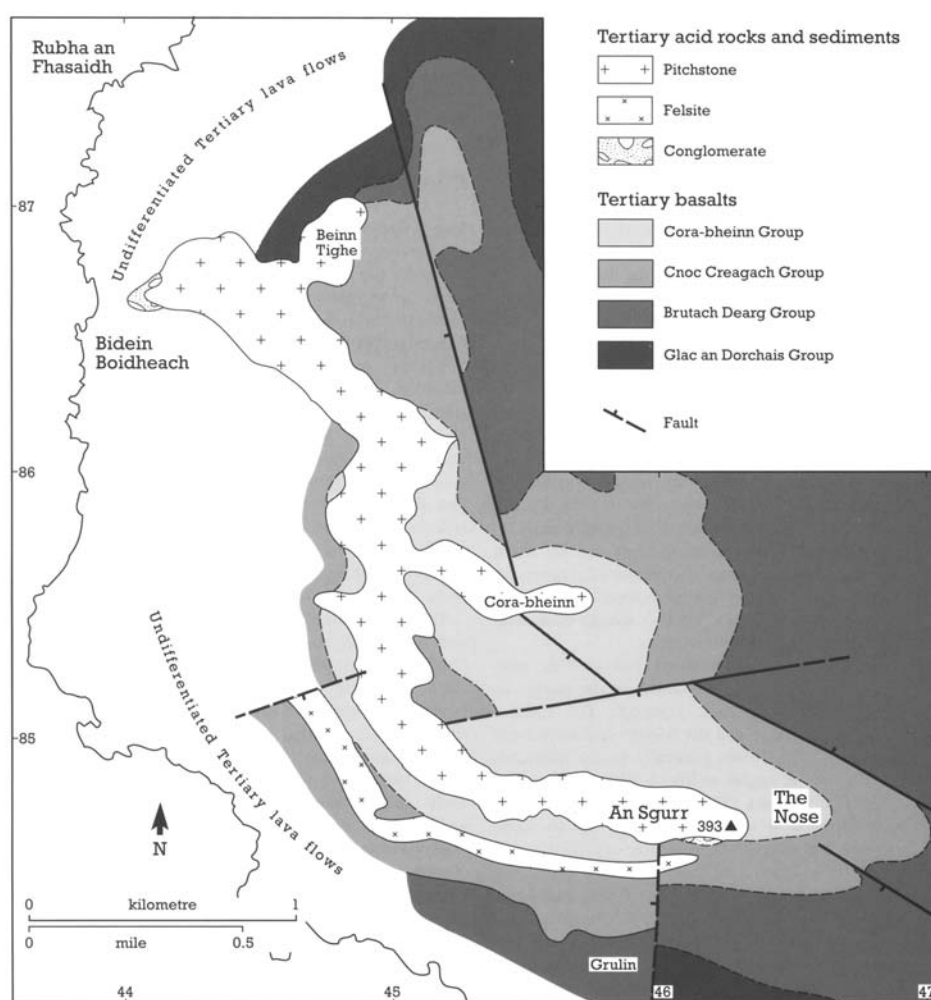 Rubha an
Fhasaidh
Undifferentiated Tertiary lava flows
87
Beinn
Tighe
Bidein
Boidheach
86
Cora-bheinn
Undifferentiated Tertiary lava flows
85
An Sgurr
393
The
Nose
N
0 kilometre 1
0 mile 0.5
Grulin
44
45
46
47
Tertiary acid rocks and sediments
Pitchstone
Felsite
Conglomerate
Tertiary basalts
Cora-bheinn Group
Cnoc Creagach Group
Brutach Dearg Group
Glac an Dorchais Group
Fault